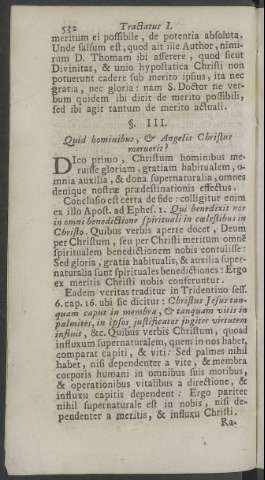 532 Tractatus I.
meritum ei possibile, de potentia absoluta.
Unde falsum est, quod ait ille Author, nimi-
rum D. Thomam ibi asserere, quod sicut
Divinitas, & unio hypostatica Christi non
potuerunt cadere sub merito ipsius, ita nec
gratia, nec gloria: nam S. Doctor ne ver-
bum quidem ibi dicit de merito possibili,
sed ibi agit tantum de merito actuali.
§. III.
Quid hominibus, & Angelis Christus
meruerit?
DIco primo, Christum hominibus me-
ruisse gloriam, gratiam habitualem, o-
mnia auxilia, & dona supernaturalia, omnes
denique nostræ prædestinationis effectus.
Conclusio est certa de fide: colligitur enim
ex illo Apost. ad Ephes. 1. Qui benedixit nos
in omni benedictione spirituali in cœlestibus in
Christo. Quibus verbis aperte docet, Deum
per Christum, seu per Christi meritum omne
spiritualem benedictionem nobis contulisse:
Sed gloria, gratia habitualis, & auxilia super-
naturalia sunt spirituales benedictiones: Ergo
ex meritis Christi nobis conferuntur.
Eadem veritas traditur in Tridentino sess.
6. cap. 16. ubi sic dicitur: Christus Jesus tan-
quam caput in membra, & tanquam vitis in
palmites, in ipsos justificatos jugiter virtutem
influit, &c. Quibus verbis Christum, quoad
influxum supernaturalem, quem in nos habet,
comparat capiti, & viti: Sed palmes nihil
habet, nisi dependenter a vite, & membra
corporis humani in omnibus suis motibus,
& operationibus vitalibus a directione, &
influxu capitis dependent: Ergo pariter
nihil supernaturale est in nobis, nisi de-
pendenter a meritis, & influxu Christi.
Ra-